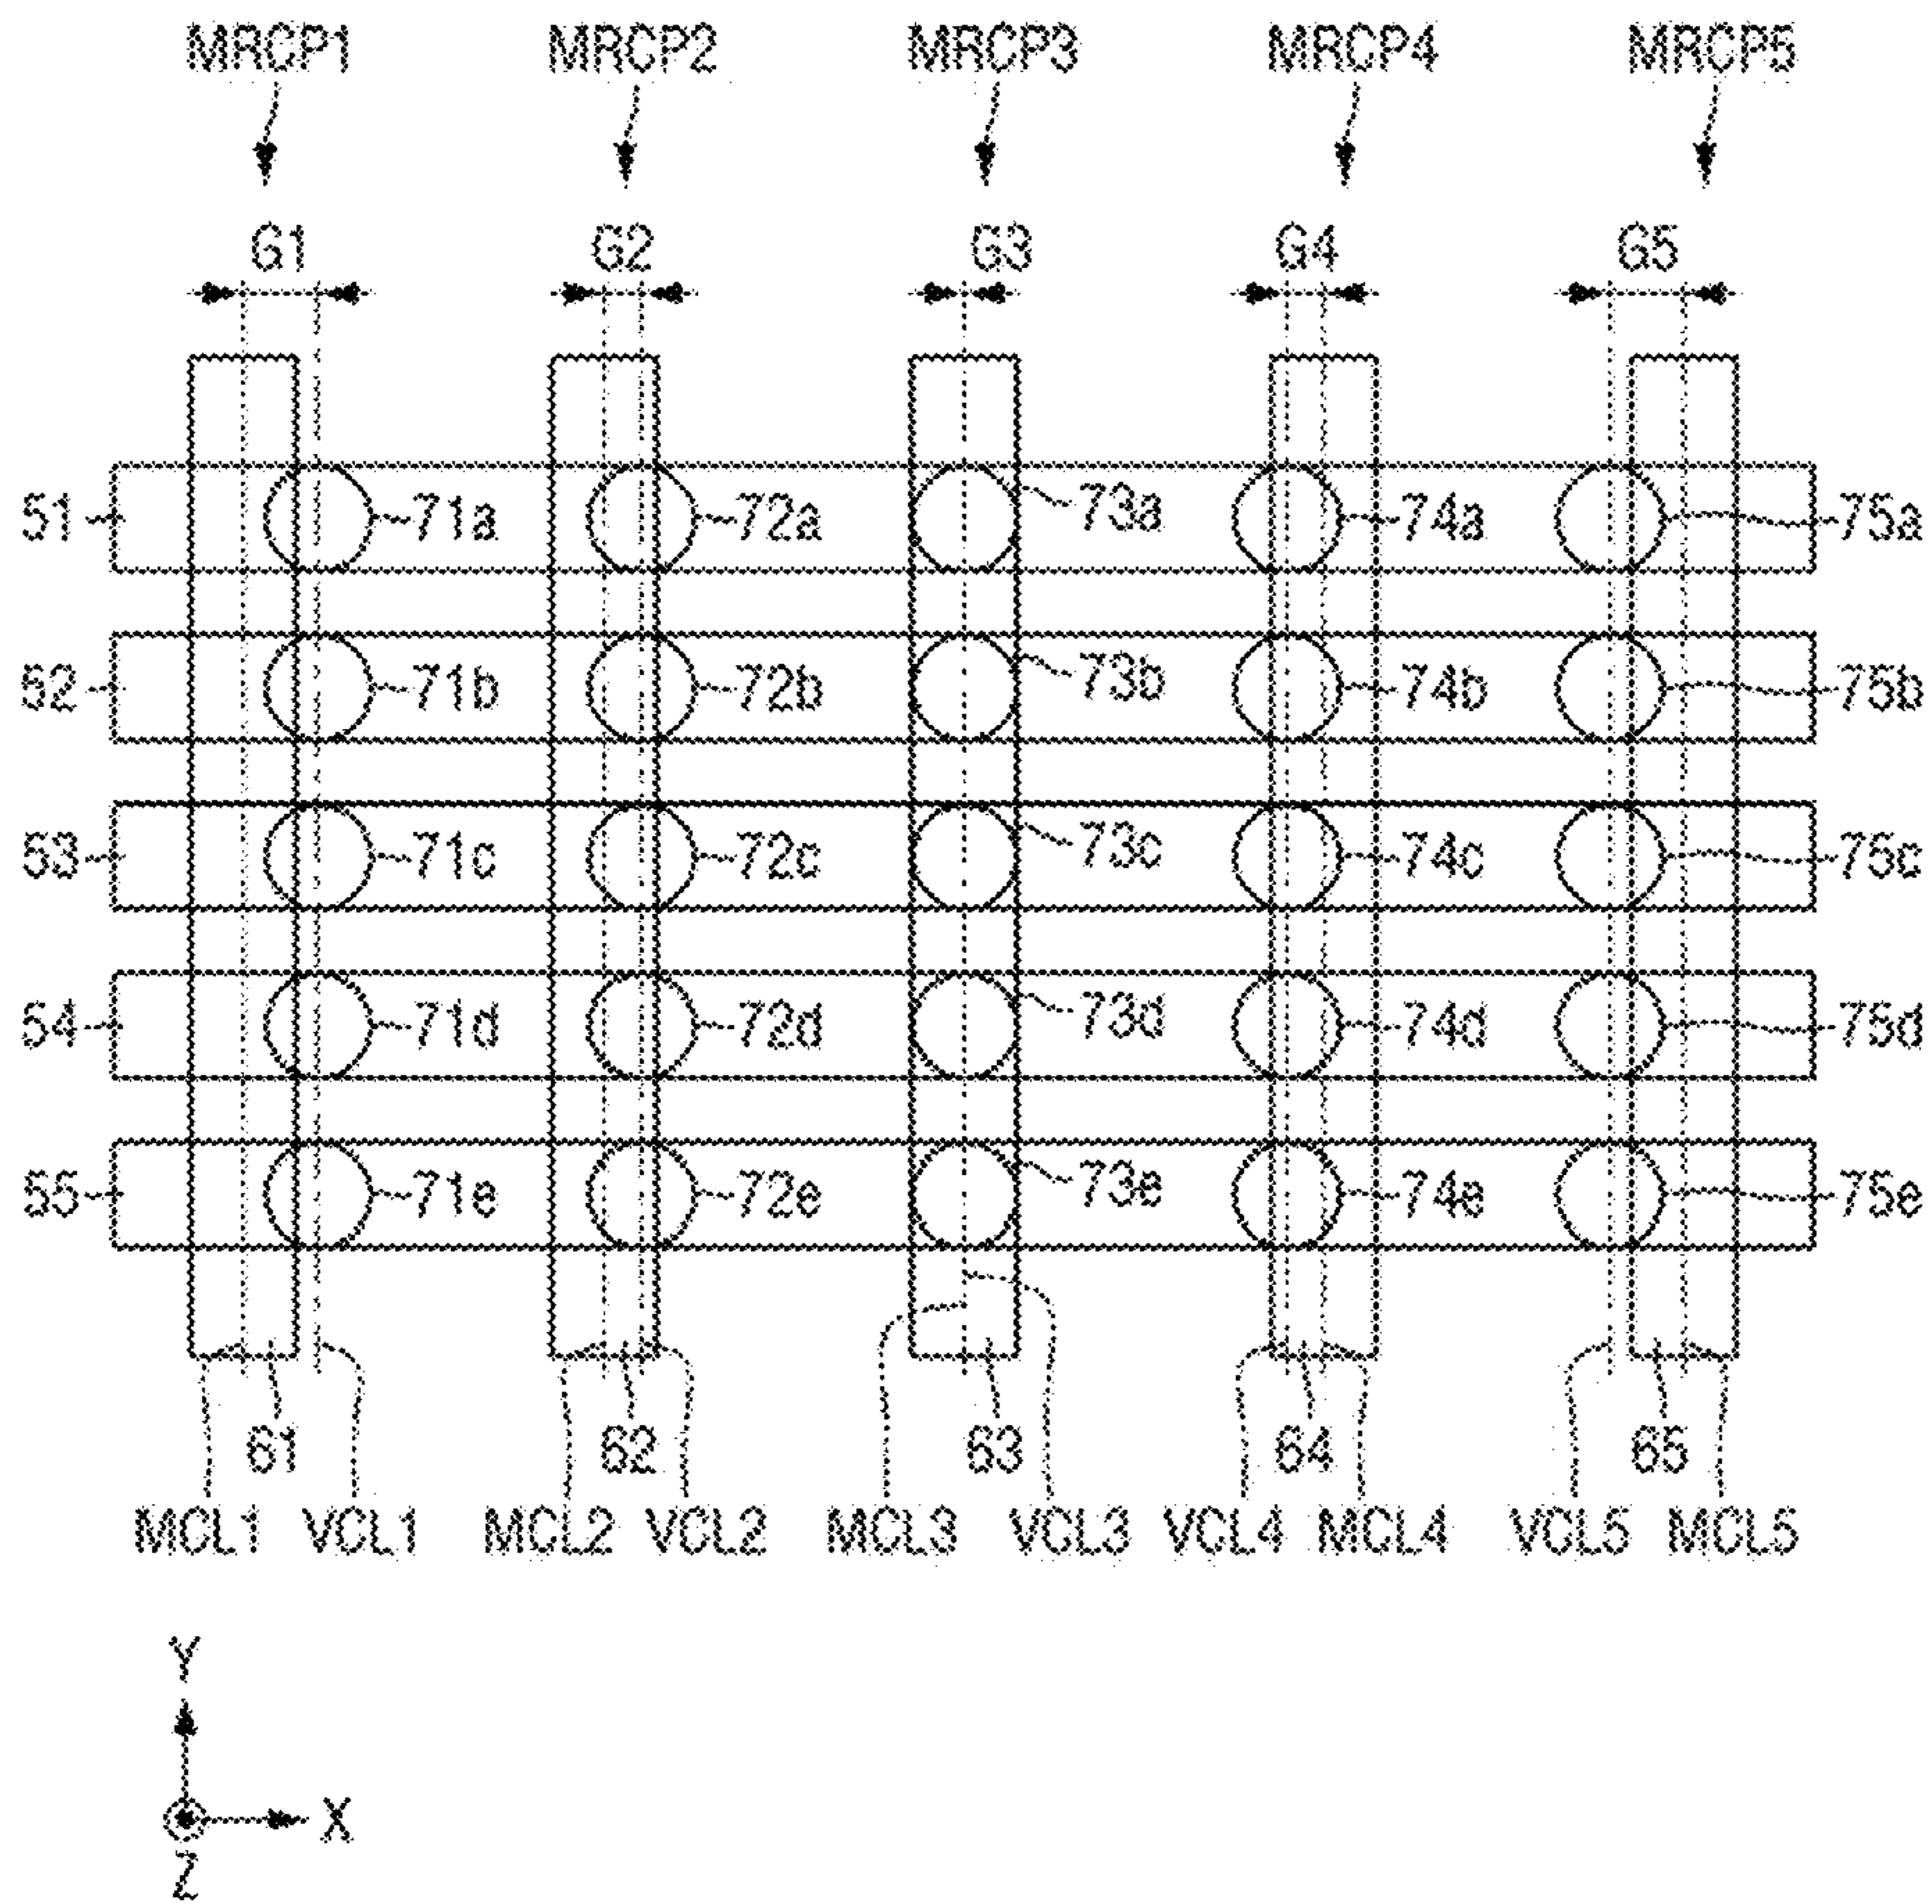 MRCP1 MRCP2 MRCP3 MRCP4 MRCP5
G1 G2 G3 G4 G5
51 71a 72a 73a 74a 75a
52 71b 72b 73b 74b 75b
53 71c 72c 73c 74c 75c
54 71d 72d 73d 74d 75d
55 71e 72e 73e 74e 75e
61 62 63 64 65
MCL1 VCL1 MCL2 VCL2 MCL3 VCL3 VCL4 MCL4 VCL5 MCL5
Y
X
Z